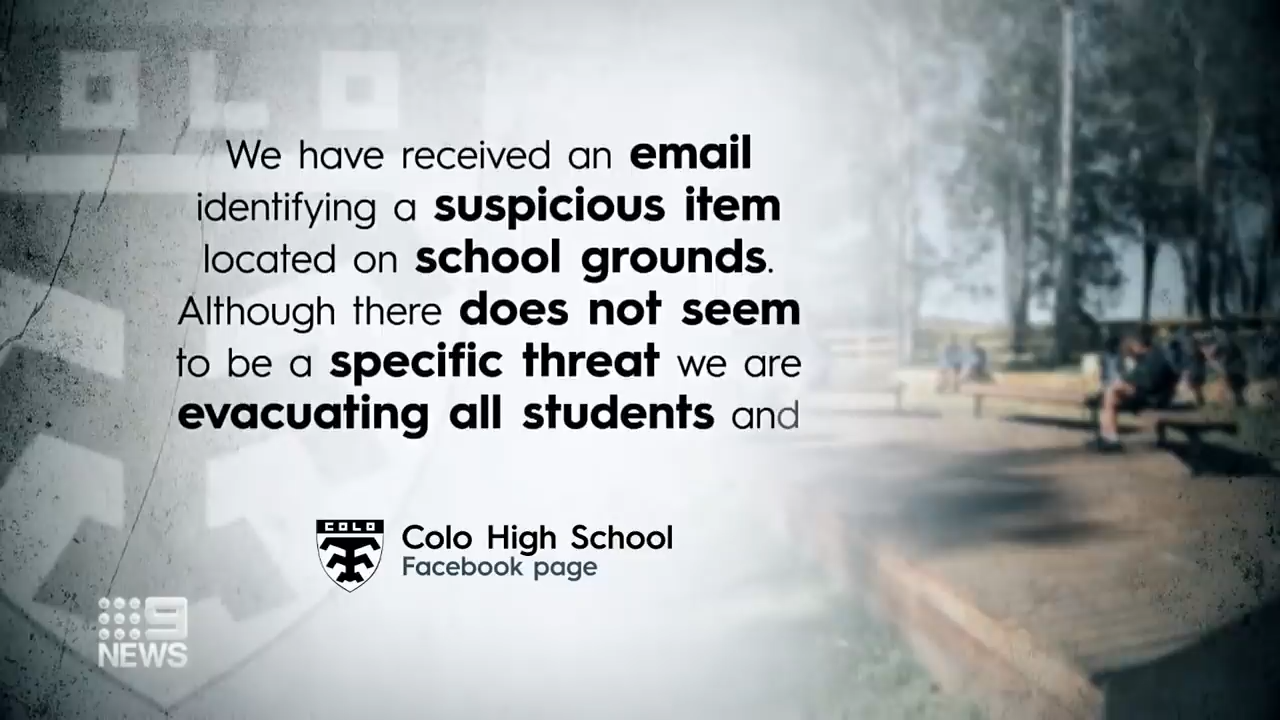 We have received an email
identifying a suspicious item
located on school grounds.
Although there does not seem
to be a specific threat we are
evacuating all students and
COLO
Colo High School
Facebook page
9
NEWS